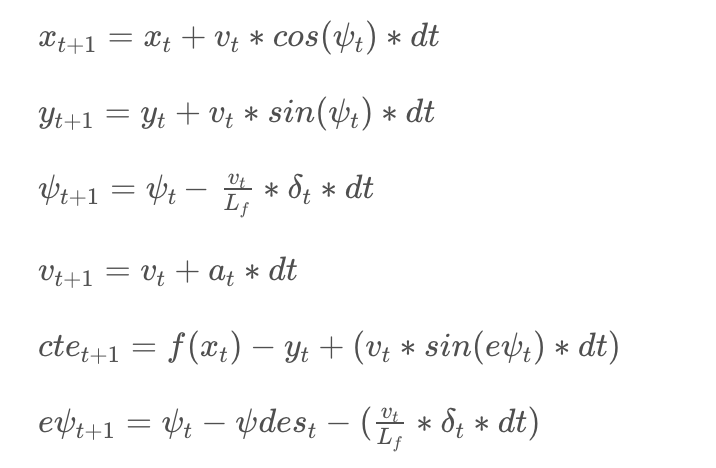 x_{t+1} = x_t + v_t * cos(ψ_t) * dt
y_{t+1} = y_t + v_t * sin(ψ_t) * dt
ψ_{t+1} = ψ_t − \frac{v_t}{L_f} * δ_t * dt
v_{t+1} = v_t + a_t * dt
cte_{t+1} = f(x_t) − y_t + (v_t * sin(eψ_t) * dt)
eψ_{t+1} = ψ_t − ψdes_t − (\frac{v_t}{L_f} * δ_t * dt)